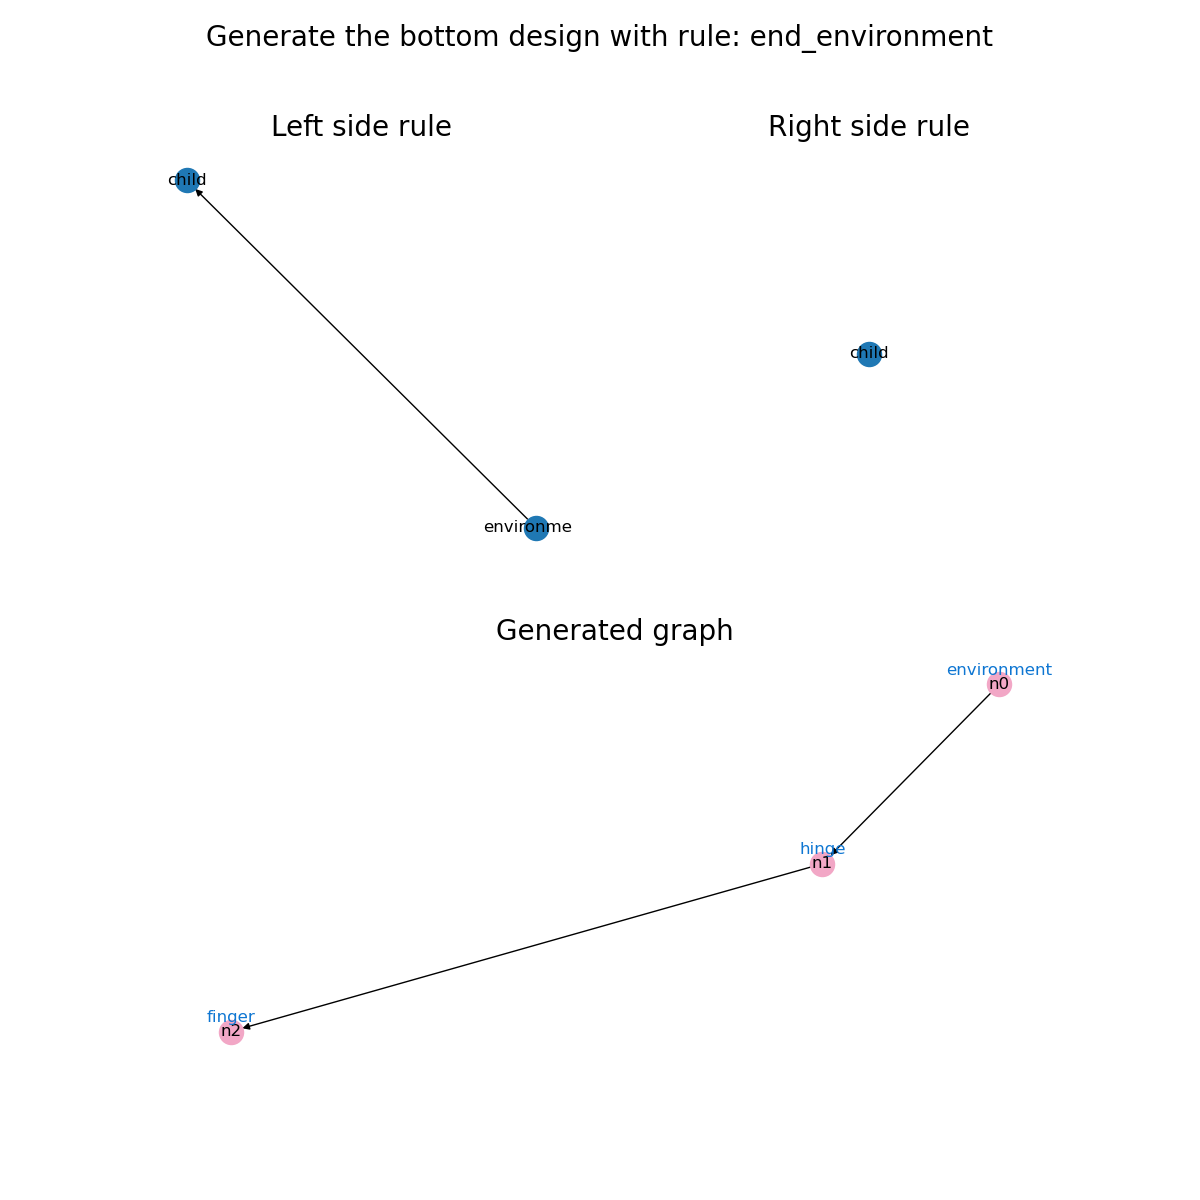 Generate the bottom design with rule: end_environment
Left side rule
Right side rule
child
child
environme
Generated graph
environment
n0
hinge
n1
finger
n2